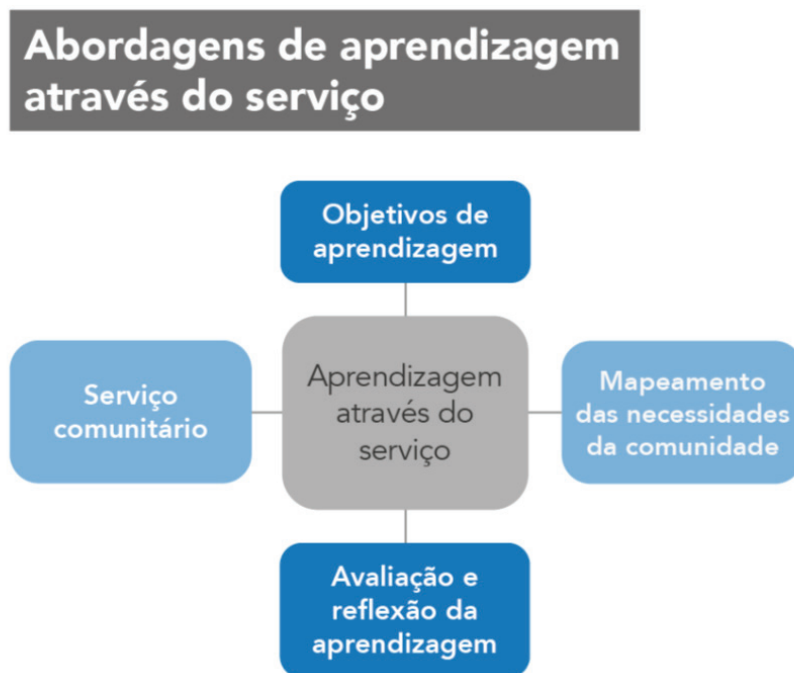 Abordagens de aprendizagem
através do serviço
Objetivos de
aprendizagem
Serviço
comunitário
Aprendizagem
através do
serviço
Mapeamento
das necessidades
da comunidade
Avaliação e
reflexão da
aprendizagem